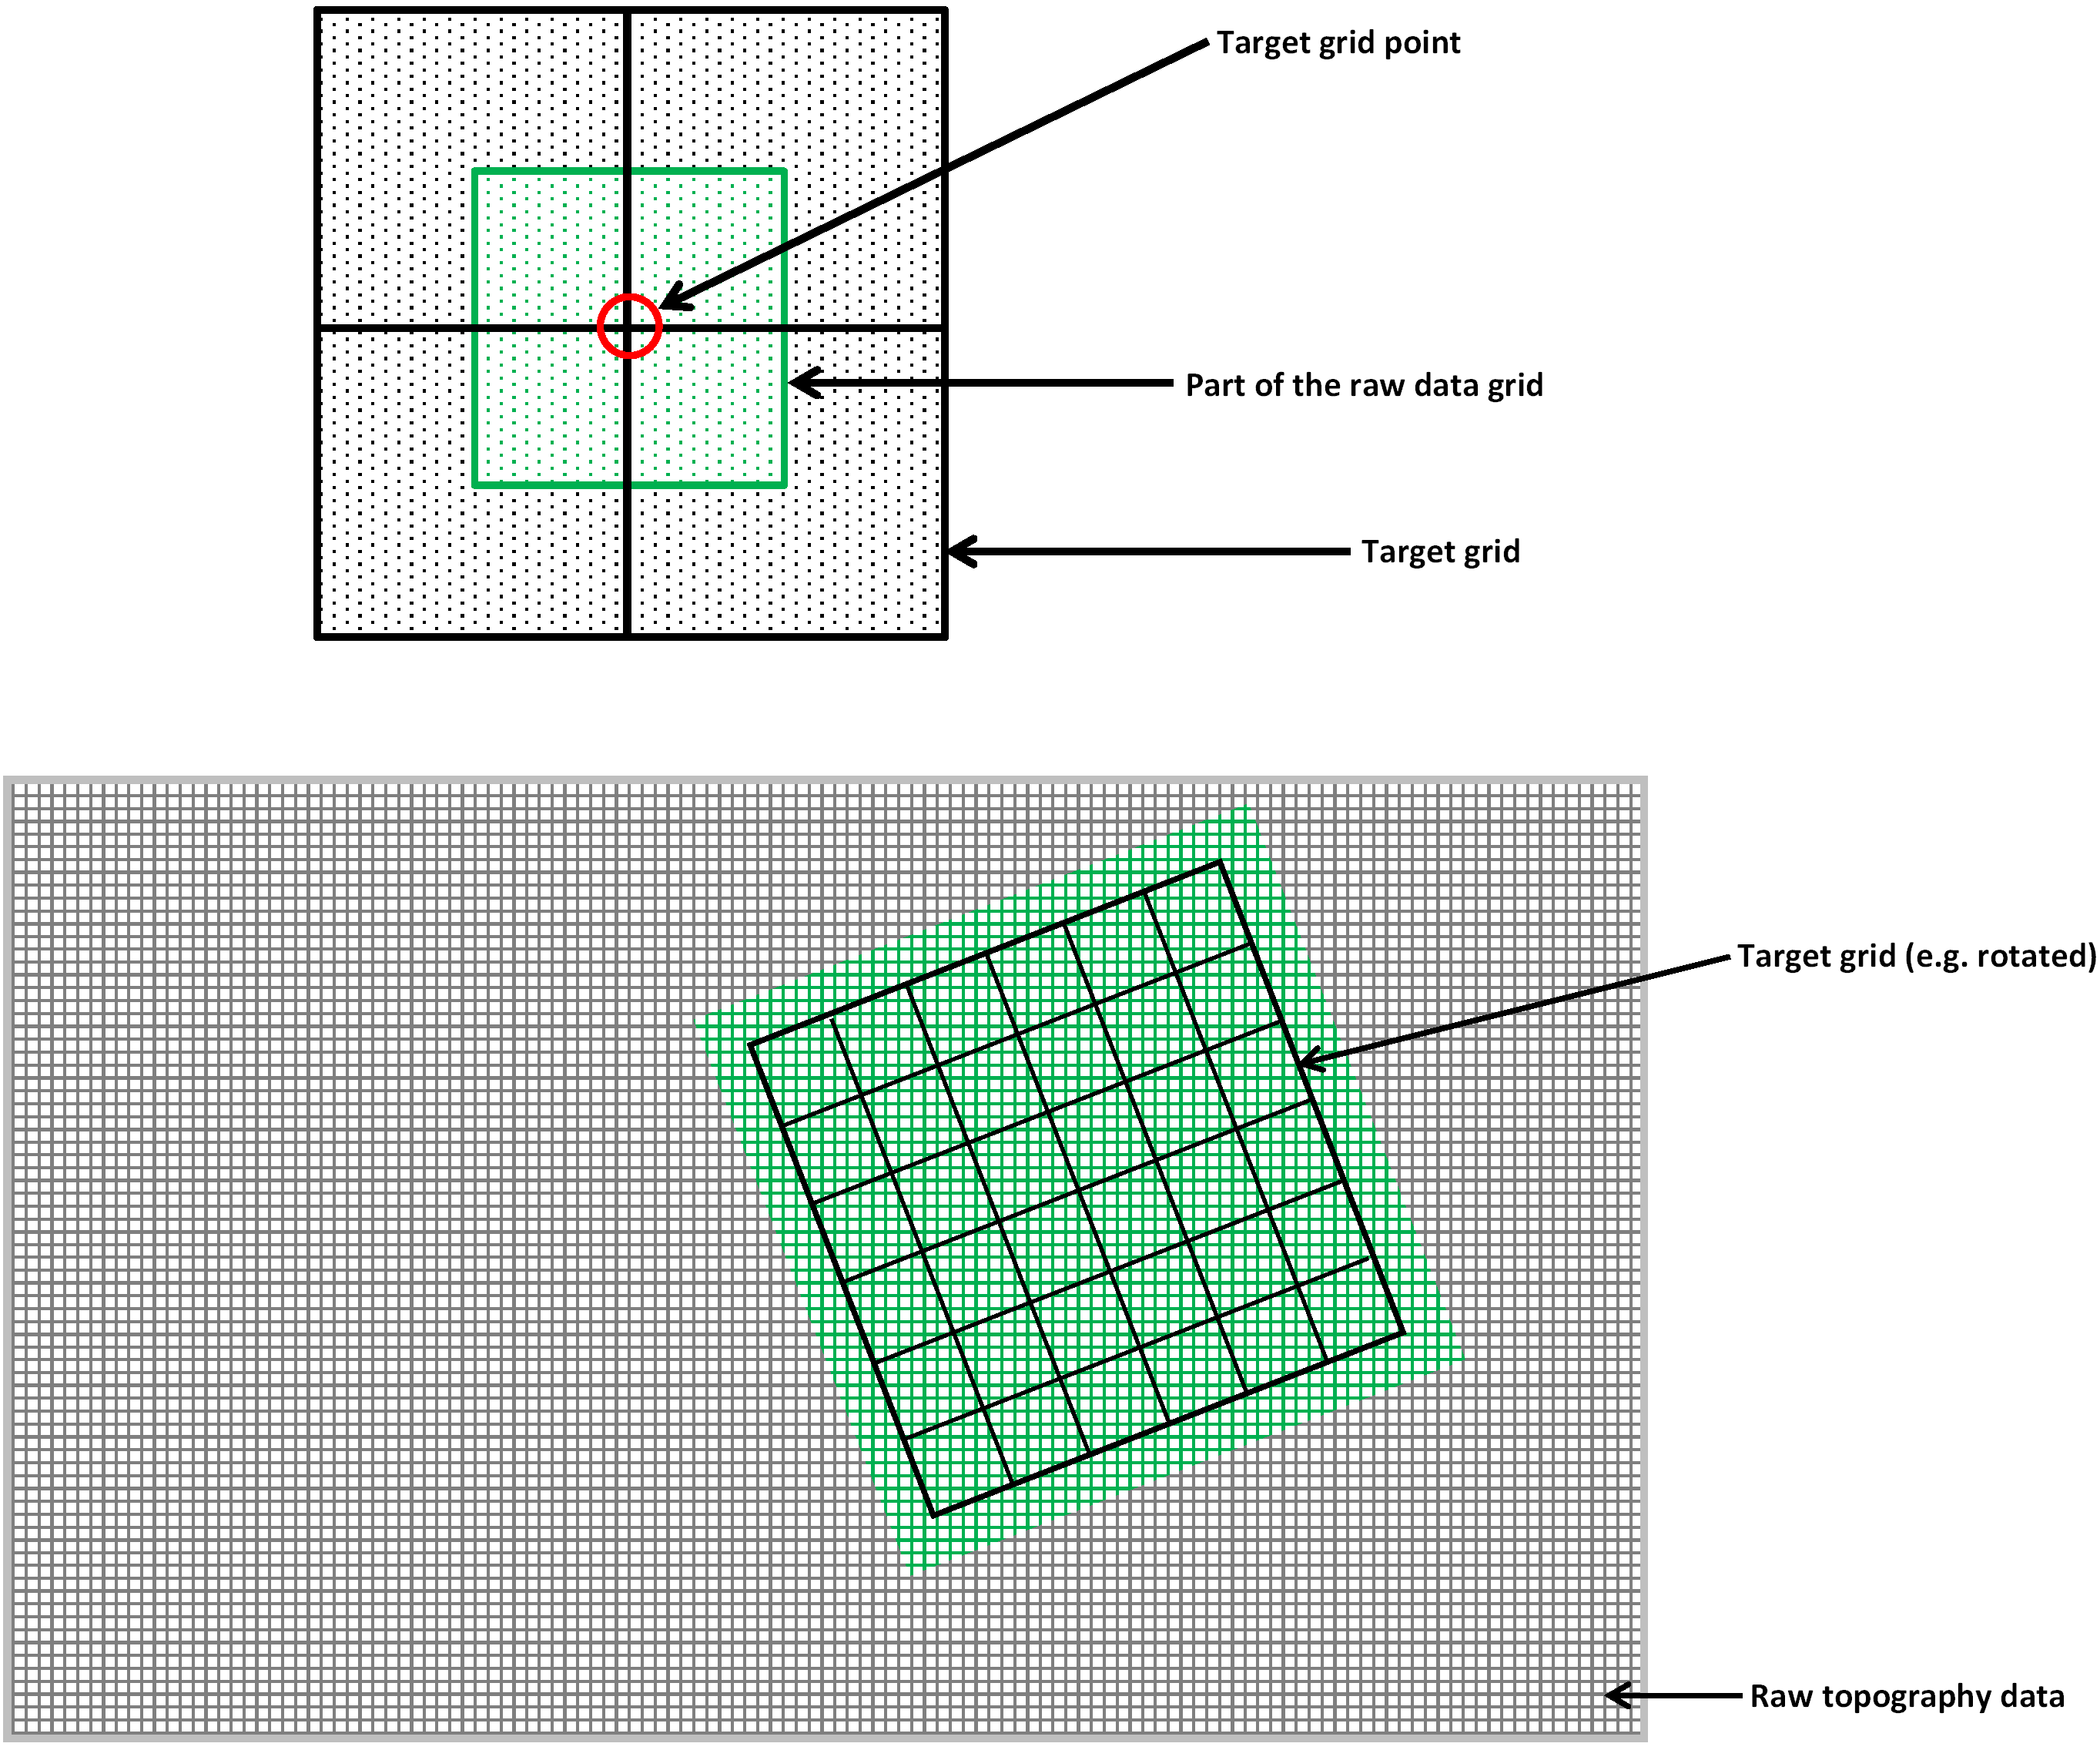 Target grid point
Part of the raw data grid
Target grid
Target grid (e.g. rotated)
Raw topography data